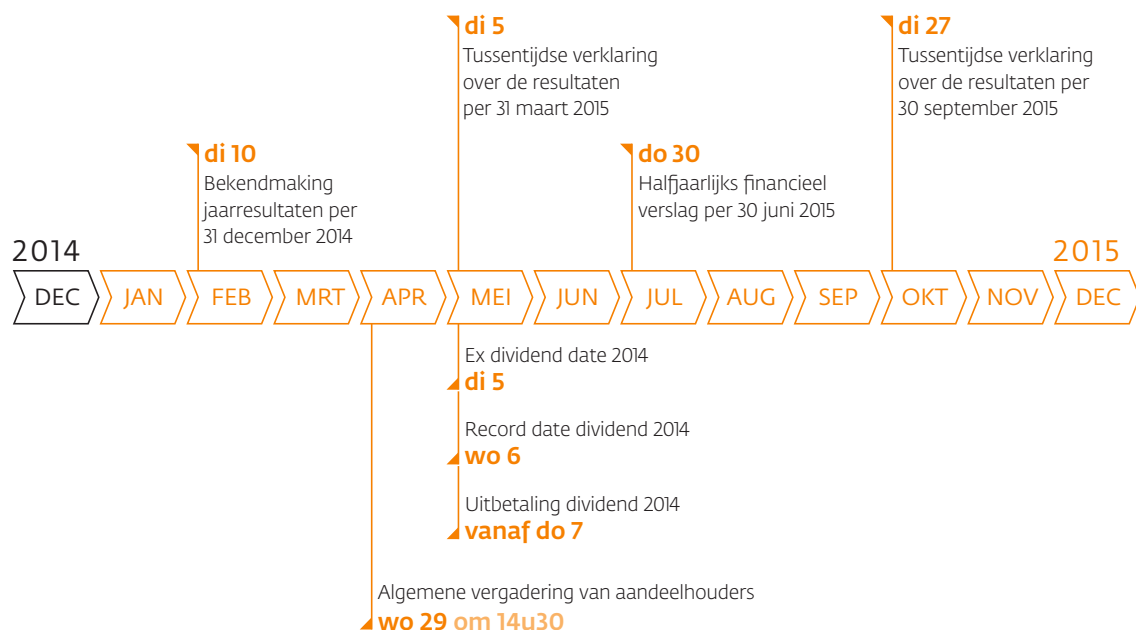 di 5
Tussentijdse verklaring
over de resultaten
per 31 maart 2015
di 27
Tussentijdse verklaring
over de resultaten per
30 september 2015
di 10
Bekendmaking
jaarresultaten per
31 december 2014
do 30
Halfjaarlijks financieel
verslag per 30 juni 2015
2014
2015
DEC JAN FEB MRT APR MEI JUN JUL AUG SEP OKT NOV DEC
Ex dividend date 2014
di 5
Record date dividend 2014
wo 6
Uitbetaling dividend 2014
vanaf do 7
Algemene vergadering van aandeelhouders
wo 29 om 14u30